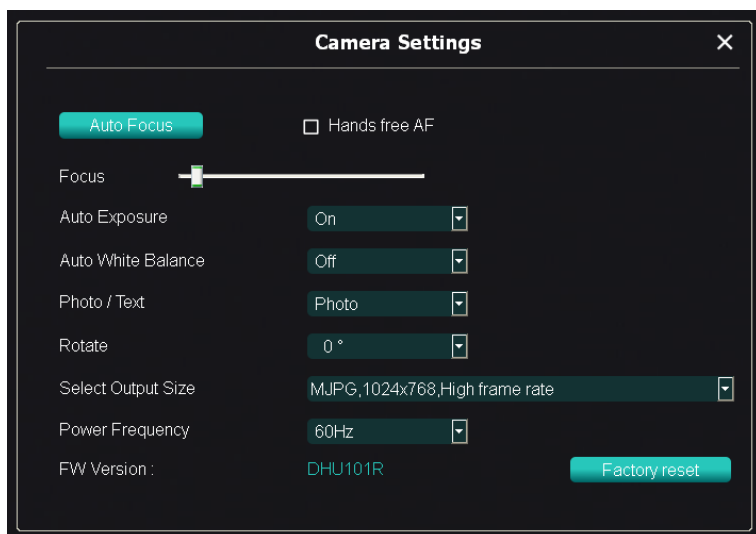 Camera Settings
Auto Focus Hands free AF
Focus
Auto Exposure On
Auto White Balance Off
Photo / Text Photo
Rotate 0 °
Select Output Size MJPG,1024x768,High frame rate
Power Frequency 60Hz
FW Version : DHU101R Factory reset